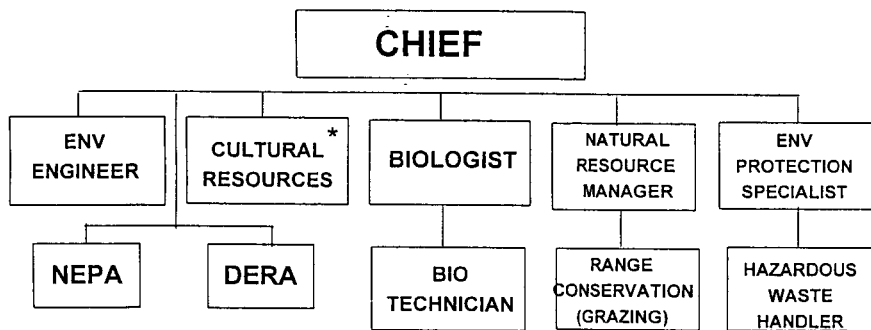 CHIEF
ENV
ENGINEER
CULTURAL *
RESOURCES
BIOLOGIST
NATURAL
RESOURCE
MANAGER
ENV
PROTECTION
SPECIALIST
NEPA
DERA
BIO
TECHNICIAN
RANGE
CONSERVATION
(GRAZING)
HAZARDOUS
WASTE
HANDLER